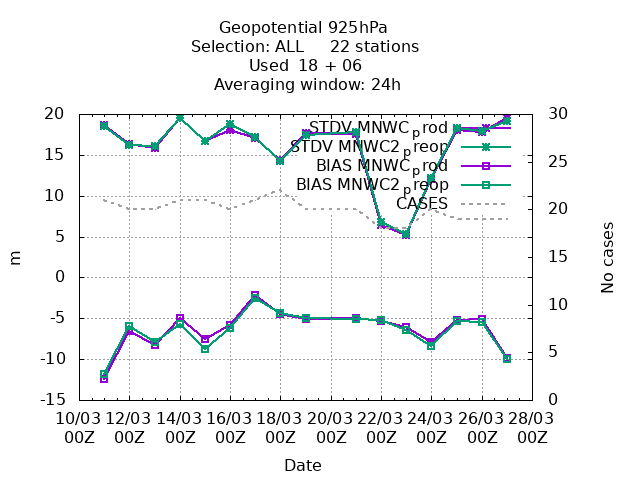 Geopotential 925hPa
Selection: ALL     22 stations
Used  18 + 06
Averaging window: 24h
20
15
10
5
0
-5
-10
-15
m
30
25
20
15
10
5
0
No cases
STDV MNWC_prod
STDV MNWC2_preop
BIAS MNWC_prod
BIAS MNWC2_preop
CASES
10/03 12/03 14/03 16/03 18/03 20/03 22/03 24/03 26/03 28/03
00Z 00Z 00Z 00Z 00Z 00Z 00Z 00Z 00Z 00Z
Date